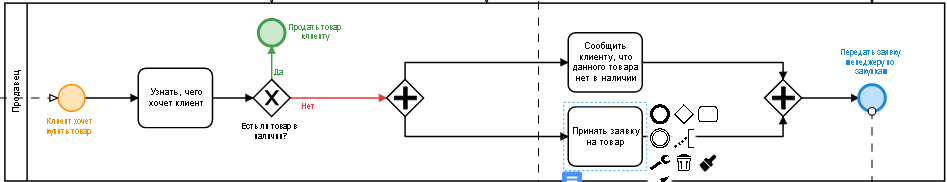 Продавец
Клиент хочет
купить товар
Узнать, чего
хочет клиент
Продать товар
клиенту
Да
Есть ли товар в
наличии?
Нет
Сообщить
клиенту, что
данного товара
нет в наличии
Принять заявку
на товар
Передать заявку
менеджеру по
закупкам